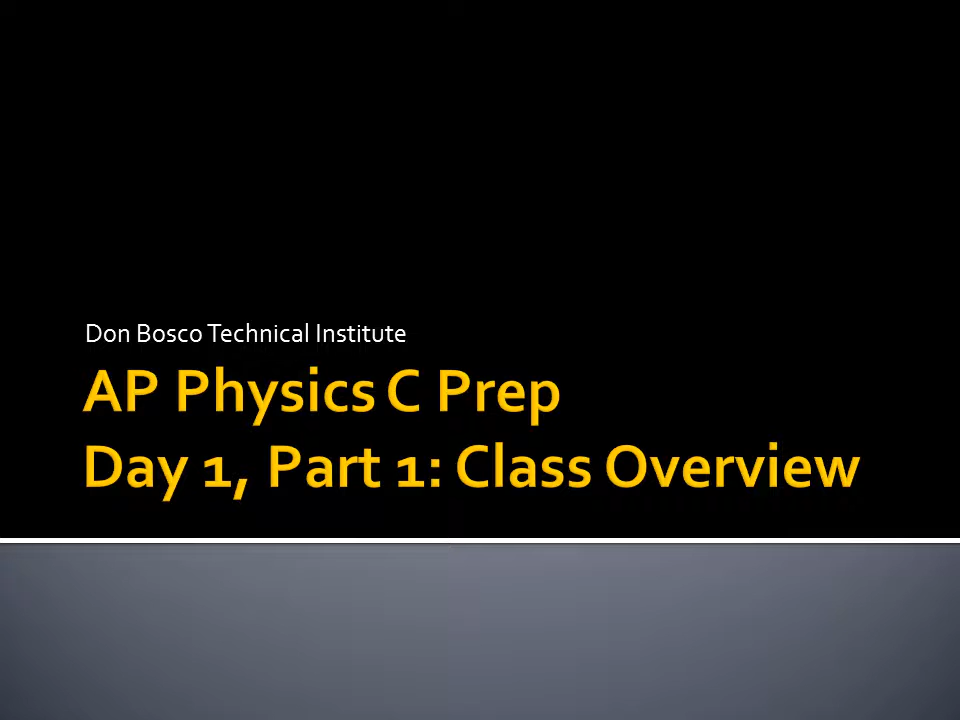 Don Bosco Technical Institute
AP Physics C Prep
Day 1, Part 1: Class Overview